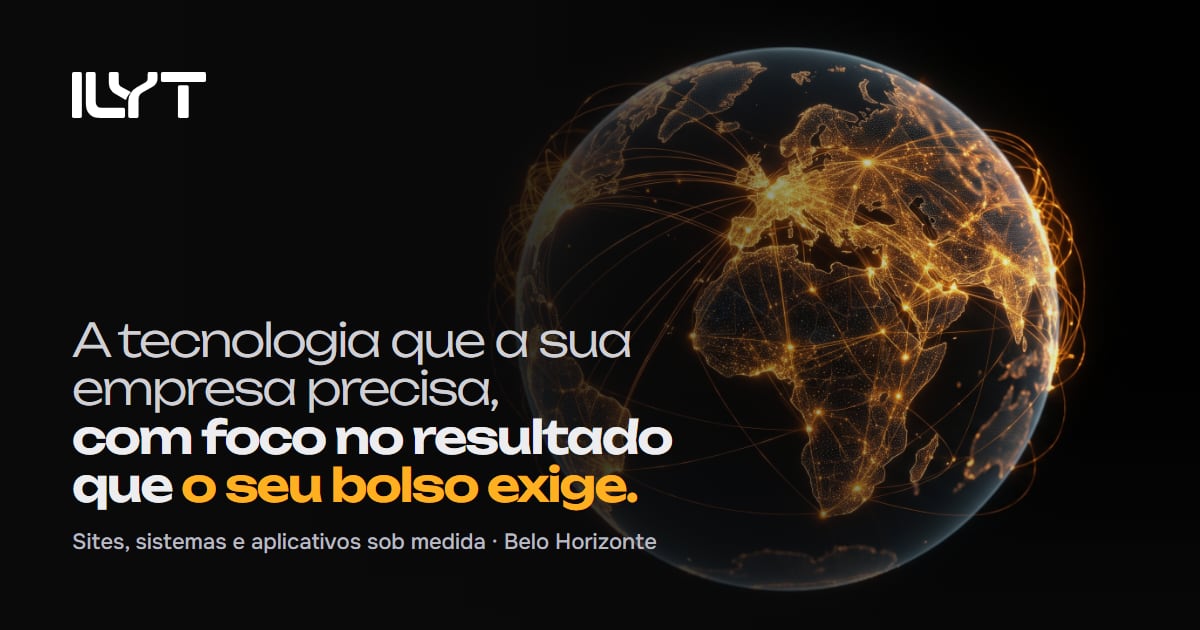 ILYT
A tecnologia que a sua
empresa precisa,
com foco no resultado
que o seu bolso exige.
Sites, sistemas e aplicativos sob medida · Belo Horizonte